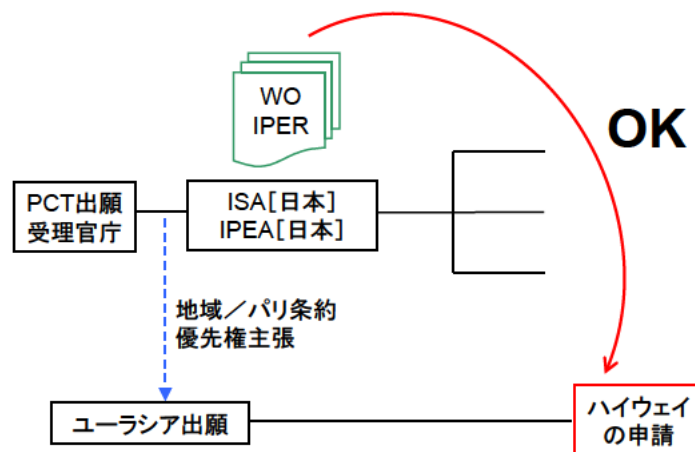 WO
IPER
OK
PCT出願
受理官庁
ISA[日本]
IPEA[日本]
地域／パリ条約
優先権主張
ユーラシア出願
ハイウェイ
の申請